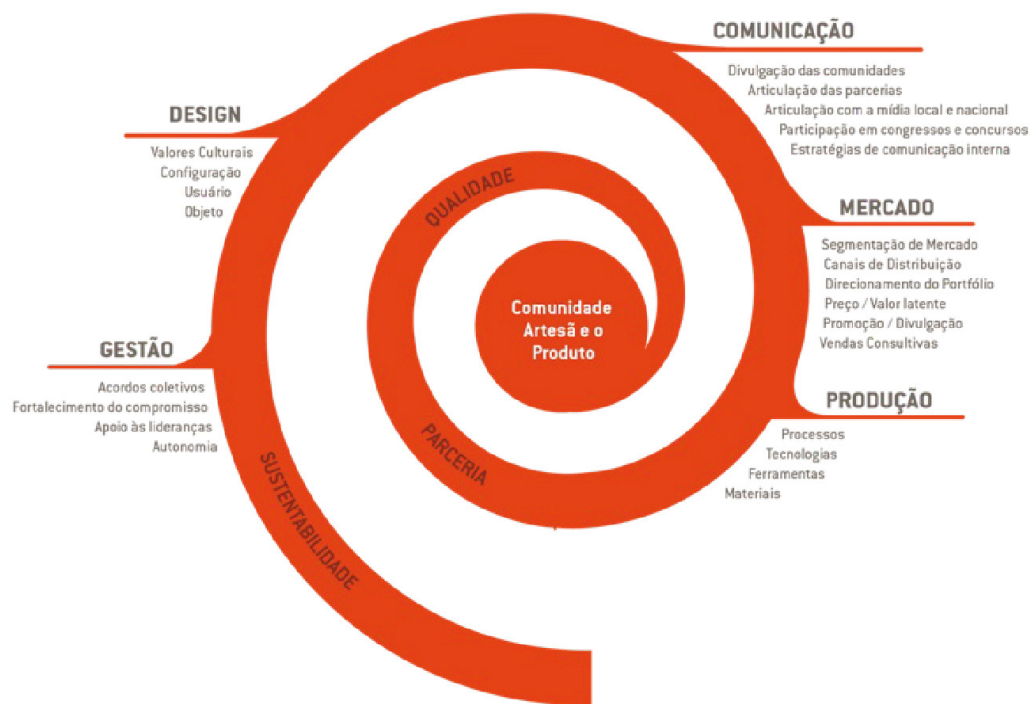 COMUNICAÇÃO
Divulgação das comunidades
Articulação das parcerias
Articulação com a mídia local e nacional
Participação em congressos e concursos
Estratégias de comunicação interna
DESIGN
Valores Culturais
Configuração
Usuário
Objeto
QUALIDADE
MERCADO
Segmentação de Mercado
Canais de Distribuição
Direcionamento do Portfólio
Preço / Valor latente
Promoção / Divulgação
Vendas Consultivas
Comunidade
Artesã e o
Produto
GESTÃO
Acordos coletivos
Fortalecimento do compromisso
Apoio às lideranças
Autonomia
PRODUÇÃO
Processos
Tecnologias
Ferramentas
Materiais
PARCERIA
SUSTENTABILIDADE